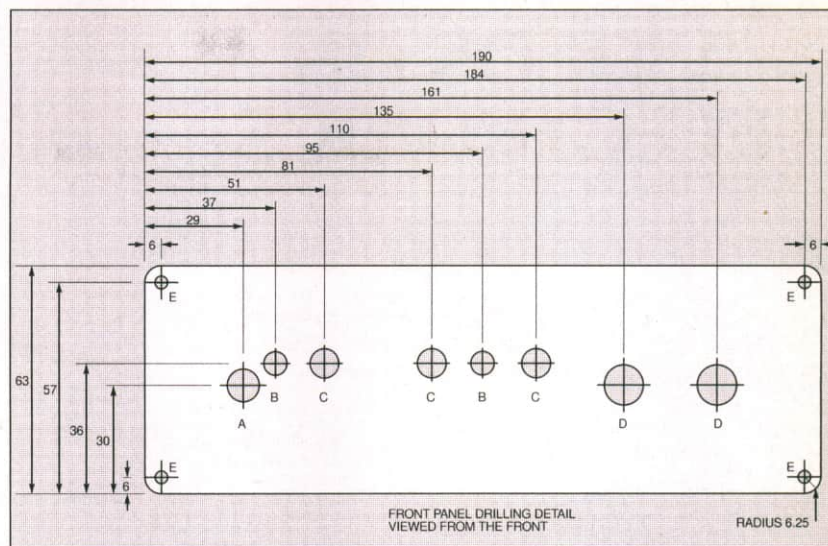 190
184
161
135
110
95
81
51
37
29
6 6
E E
63
57
36
30
6
B C C B C
A D D
E E
FRONT PANEL DRILLING DETAIL
VIEWED FROM THE FRONT
RADIUS 6.25